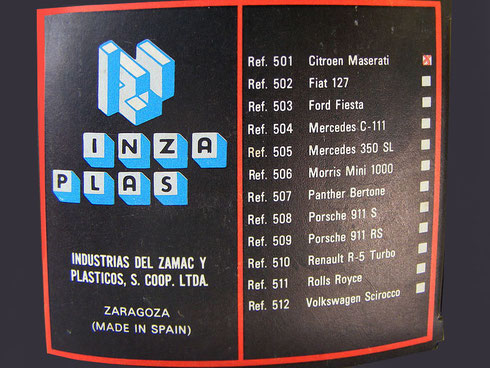 INZA
PLAS
INDUSTRIAS DEL ZAMAC Y
PLASTICOS, S. COOP. LTDA.
ZARAGOZA
(MADE IN SPAIN)
Ref. 501 Citroen Maserati
Ref. 502 Fiat 127
Ref. 503 Ford Fiesta
Ref. 504 Mercedes C-111
Ref. 505 Mercedes 350 SL
Ref. 506 Morris Mini 1000
Ref. 507 Panther Bertone
Ref. 508 Porsche 911 S
Ref. 509 Porsche 911 RS
Ref. 510 Renault R-5 Turbo
Ref. 511 Rolls Royce
Ref. 512 Volkswagen Scirocco